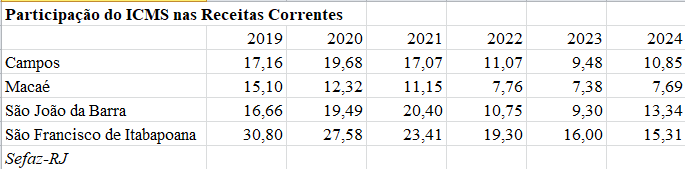 Participação do ICMS nas Receitas Correntes
2019 2020 2021 2022 2023 2024
Campos 17,16 19,68 17,07 11,07 9,48 10,85
Macaé 15,10 12,32 11,15 7,76 7,38 7,69
São João da Barra 16,66 19,49 20,40 10,75 9,30 13,34
São Francisco de Itabapoana 30,80 27,58 23,41 19,30 16,00 15,31
Sefaz-RJ